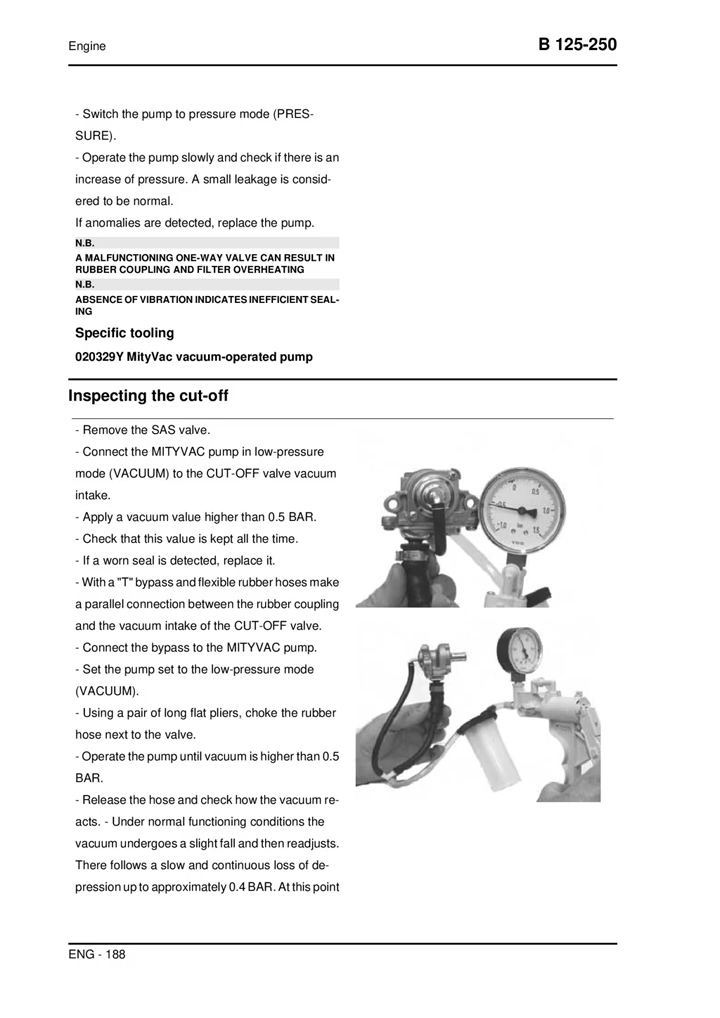 Engine
B 125-250
- Switch the pump to pressure mode (PRES-
SURE).
- Operate the pump slowly and check if there is an
increase of pressure. A small leakage is consid-
ered to be normal.
If anomalies are detected, replace the pump.
N.B.
A MALFUNCTIONING ONE-WAY VALVE CAN RESULT IN
RUBBER COUPLING AND FILTER OVERHEATING
N.B.
ABSENCE OF VIBRATION INDICATES INEFFICIENT SEAL-
ING
Specific tooling
020329Y MityVac vacuum-operated pump
Inspecting the cut-off
- Remove the SAS valve.
- Connect the MITYVAC pump in low-pressure
mode (VACUUM) to the CUT-OFF valve vacuum
intake.
- Apply a vacuum value higher than 0.5 BAR.
- Check that this value is kept all the time.
- If a worn seal is detected, replace it.
- With a "T" bypass and flexible rubber hoses make
a parallel connection between the rubber coupling
and the vacuum intake of the CUT-OFF valve.
- Connect the bypass to the MITYVAC pump.
- Set the pump set to the low-pressure mode
(VACUUM).
- Using a pair of long flat pliers, choke the rubber
hose next to the valve.
- Operate the pump until vacuum is higher than 0.5
BAR.
- Release the hose and check how the vacuum re-
acts. - Under normal functioning conditions the
vacuum undergoes a slight fall and then readjusts.
There follows a slow and continuous loss of de-
pression up to approximately 0.4 BAR. At this point
0
0,5
1,0
1,5
ENG - 188